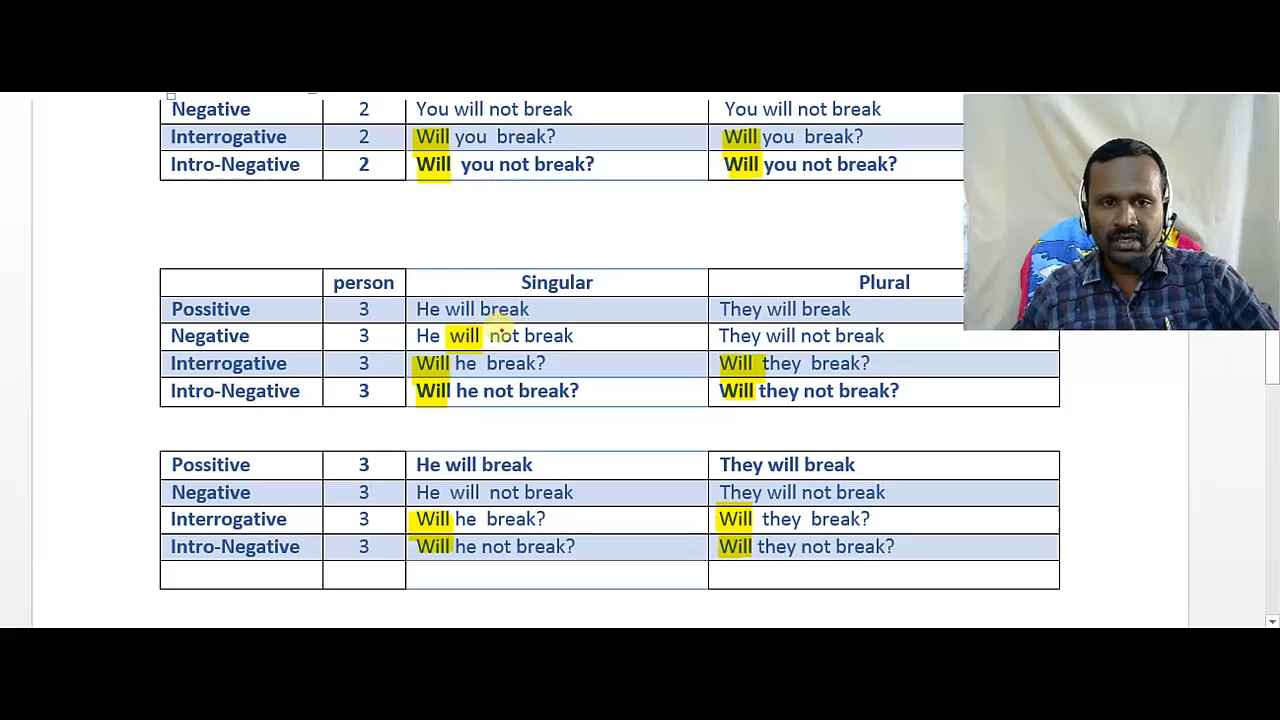 Negative 2 You will not break You will not break
Interrogative 2 Will you break? Will you break?
Intro-Negative 2 Will you not break? Will you not break?
person Singular Plural
Possitive 3 He will break They will break
Negative 3 He will not break They will not break
Interrogative 3 Will he break? Will they break?
Intro-Negative 3 Will he not break? Will they not break?
Possitive 3 He will break They will break
Negative 3 He will not break They will not break
Interrogative 3 Will he break? Will they break?
Intro-Negative 3 Will he not break? Will they not break?